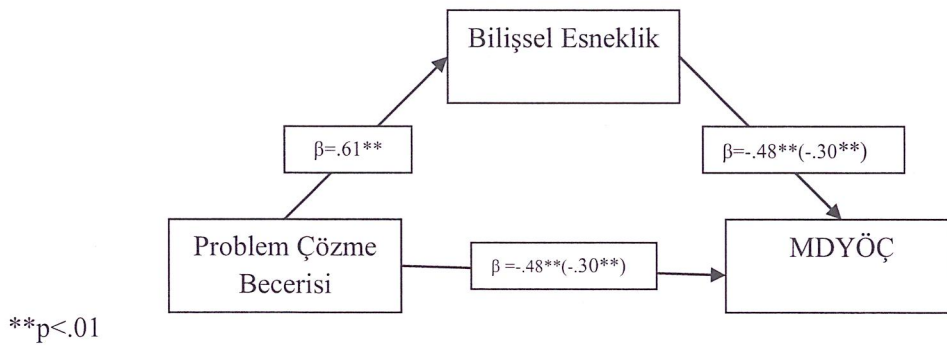 Bilişsel Esneklik
β=.61**
β=-.48**(-.30**)
Problem Çözme
Becerisi
β =-.48**(-.30**)
MDYÖÇ
**p<.01